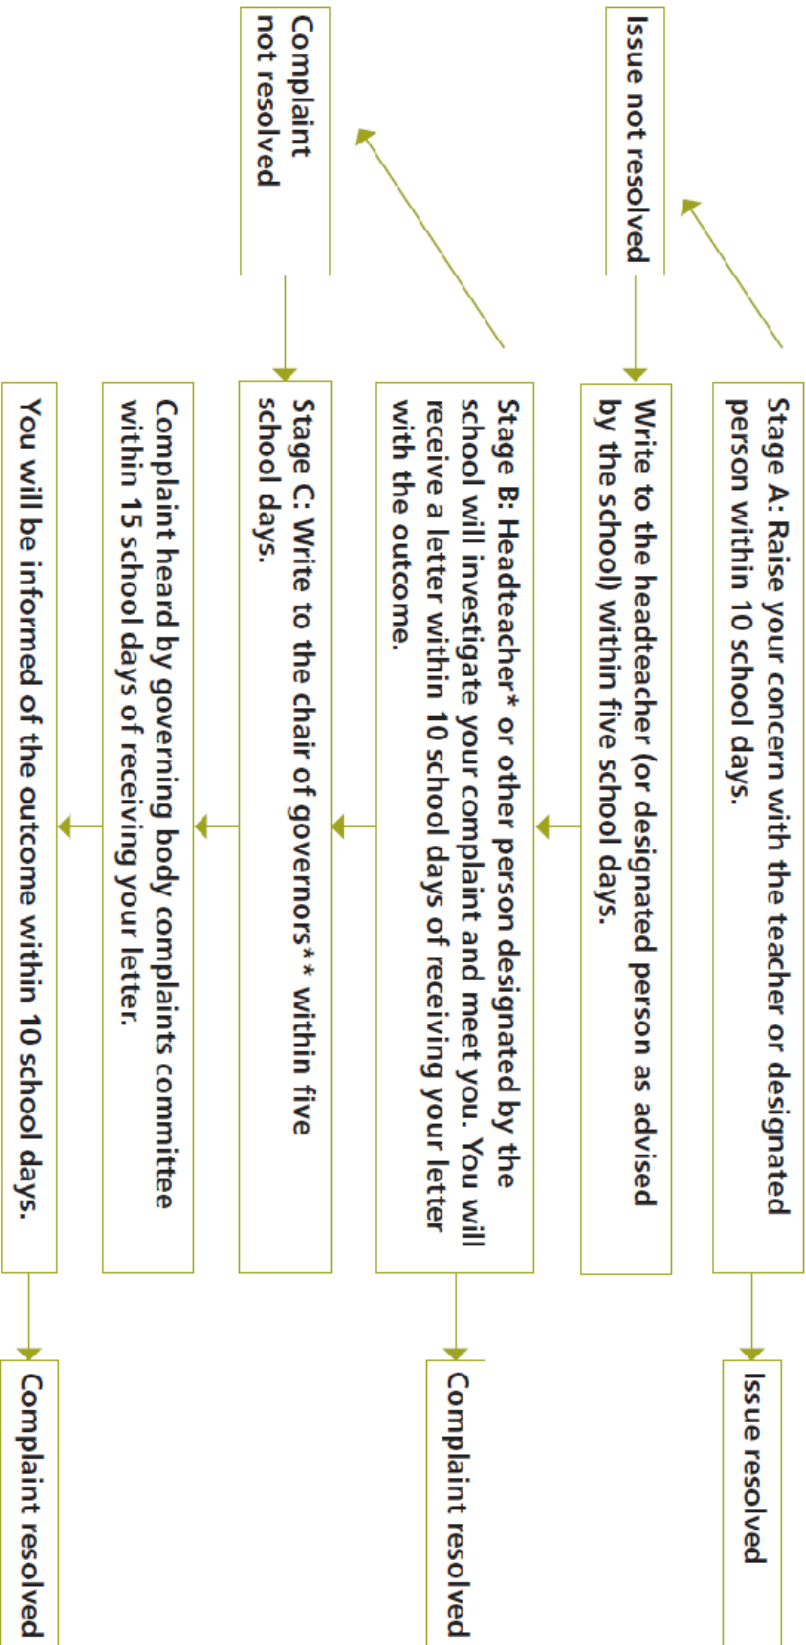 Stage A: Raise your concern with the teacher or designated
person within 10 school days.
Issue resolved
Issue not resolved
Write to the headteacher (or designated person as advised
by the school) within five school days.
Stage B: Headteacher* or other person designated by the
school will investigate your complaint and meet you. You will
receive a letter within 10 school days of receiving your letter
with the outcome.
Complaint resolved
Complaint
not resolved
Stage C: Write to the chair of governors** within five
school days.
Complaint heard by governing body complaints committee
within 15 school days of receiving your letter.
You will be informed of the outcome within 10 school days.
Complaint resolved